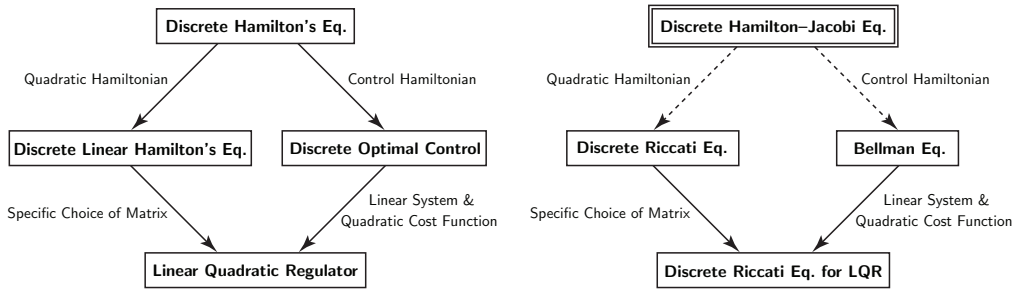 Discrete Hamilton's Eq.
Quadratic Hamiltonian
Control Hamiltonian
Discrete Linear Hamilton's Eq.
Discrete Optimal Control
Specific Choice of Matrix
Linear System &
Quadratic Cost Function
Linear Quadratic Regulator
Discrete Hamilton–Jacobi Eq.
Quadratic Hamiltonian
Control Hamiltonian
Discrete Riccati Eq.
Bellman Eq.
Specific Choice of Matrix
Linear System &
Quadratic Cost Function
Discrete Riccati Eq. for LQR